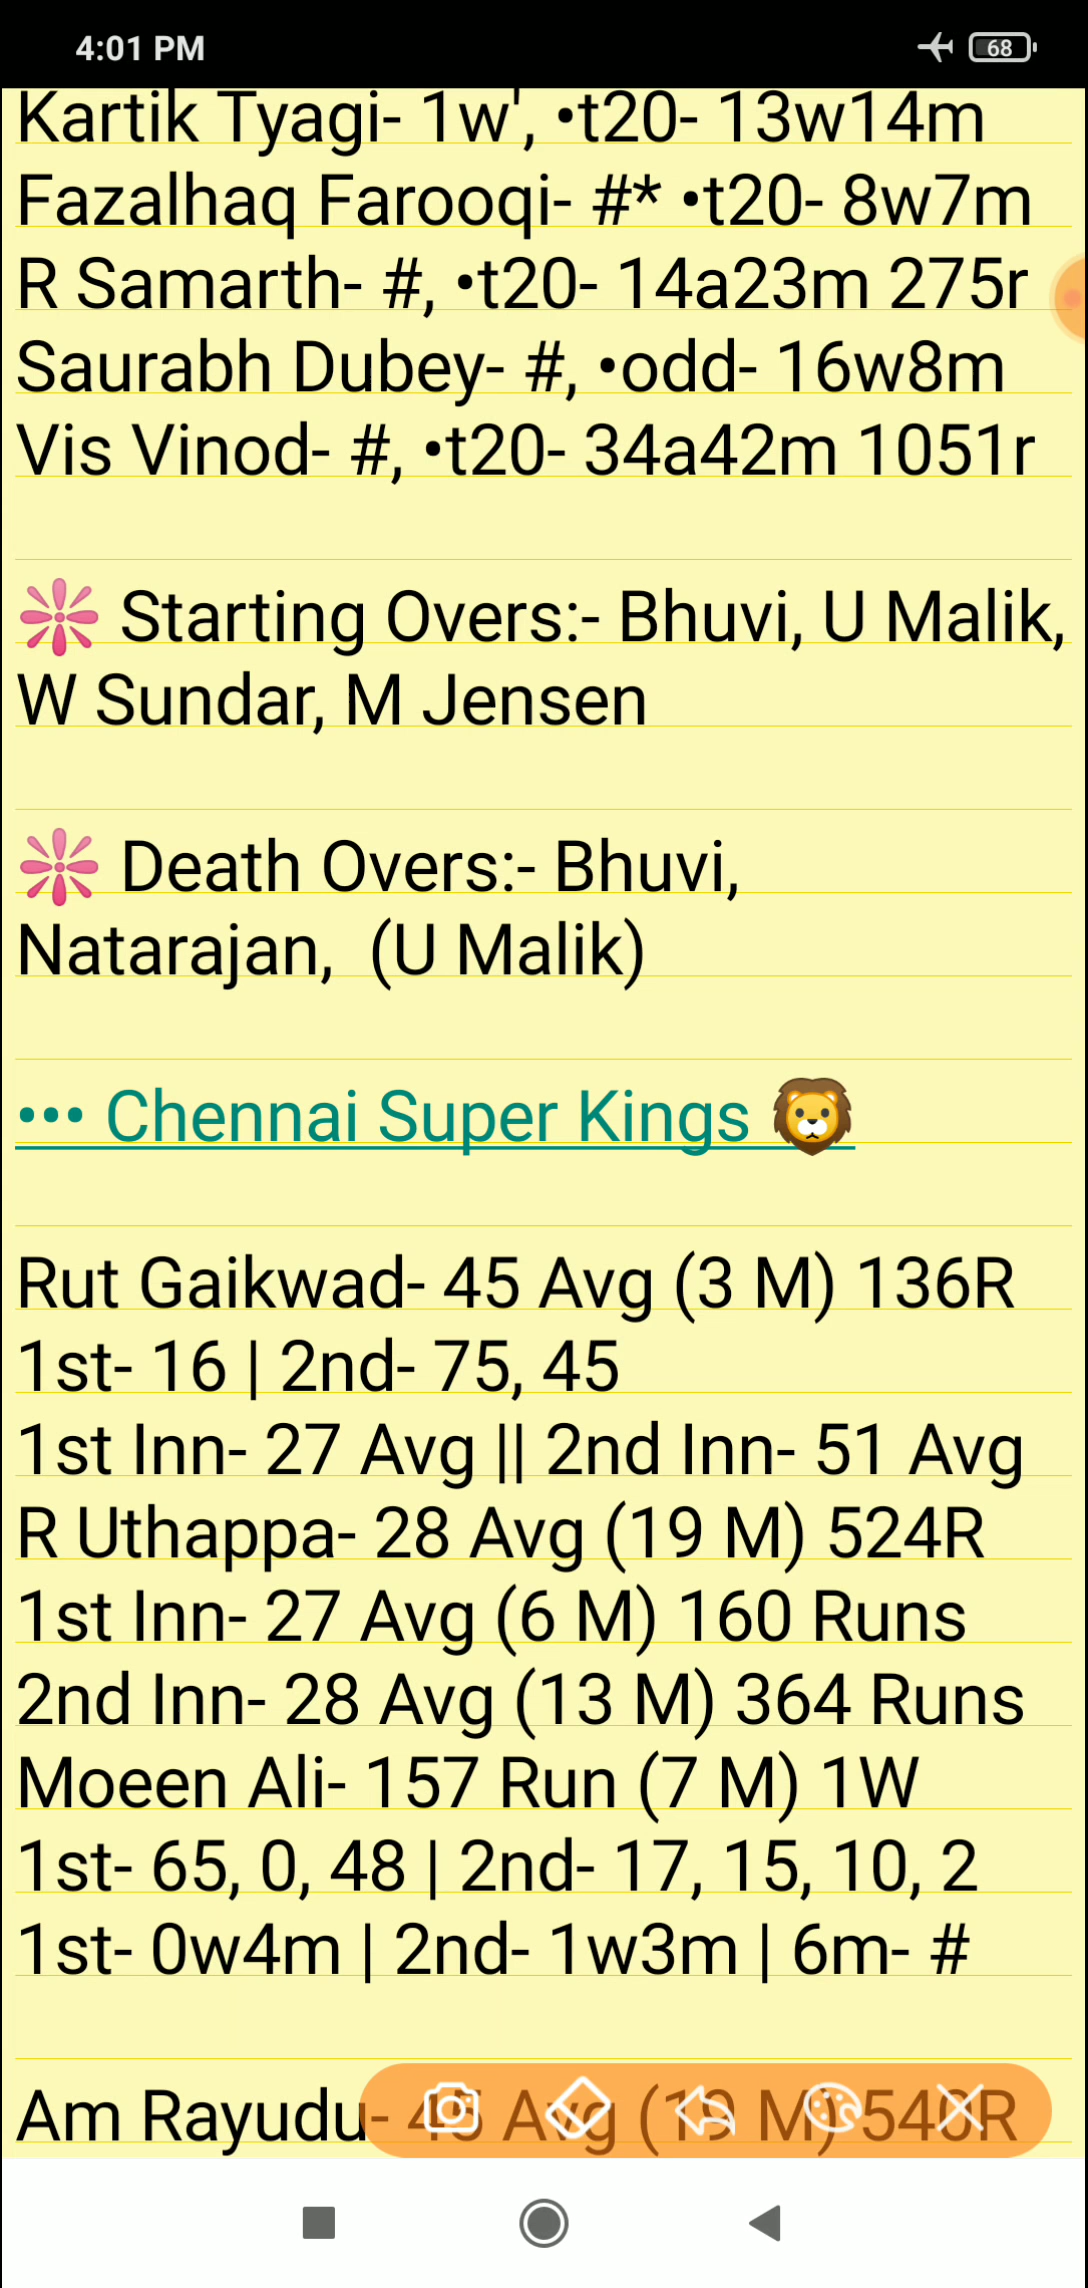 4:01 PM
68
Kartik Tyagi- 1w', •t20- 13w14m
Fazalhaq Farooqi- #* •t20- 8w7m
R Samarth- #, •t20- 14a23m 275r
Saurabh Dubey- #, •odd- 16w8m
Vis Vinod- #, •t20- 34a42m 1051r
Starting Overs:- Bhuvi, U Malik,
W Sundar, M Jensen
Death Overs:- Bhuvi,
Natarajan,  (U Malik)
••• Chennai Super Kings 🦁
Rut Gaikwad- 45 Avg (3 M) 136R
1st- 16 | 2nd- 75, 45
1st Inn- 27 Avg || 2nd Inn- 51 Avg
R Uthappa- 28 Avg (19 M) 524R
1st Inn- 27 Avg (6 M) 160 Runs
2nd Inn- 28 Avg (13 M) 364 Runs
Moeen Ali- 157 Run (7 M) 1W
1st- 65, 0, 48 | 2nd- 17, 15, 10, 2
1st- 0w4m | 2nd- 1w3m | 6m- #
Am Rayudu- 45 Avg (19 M) 540R